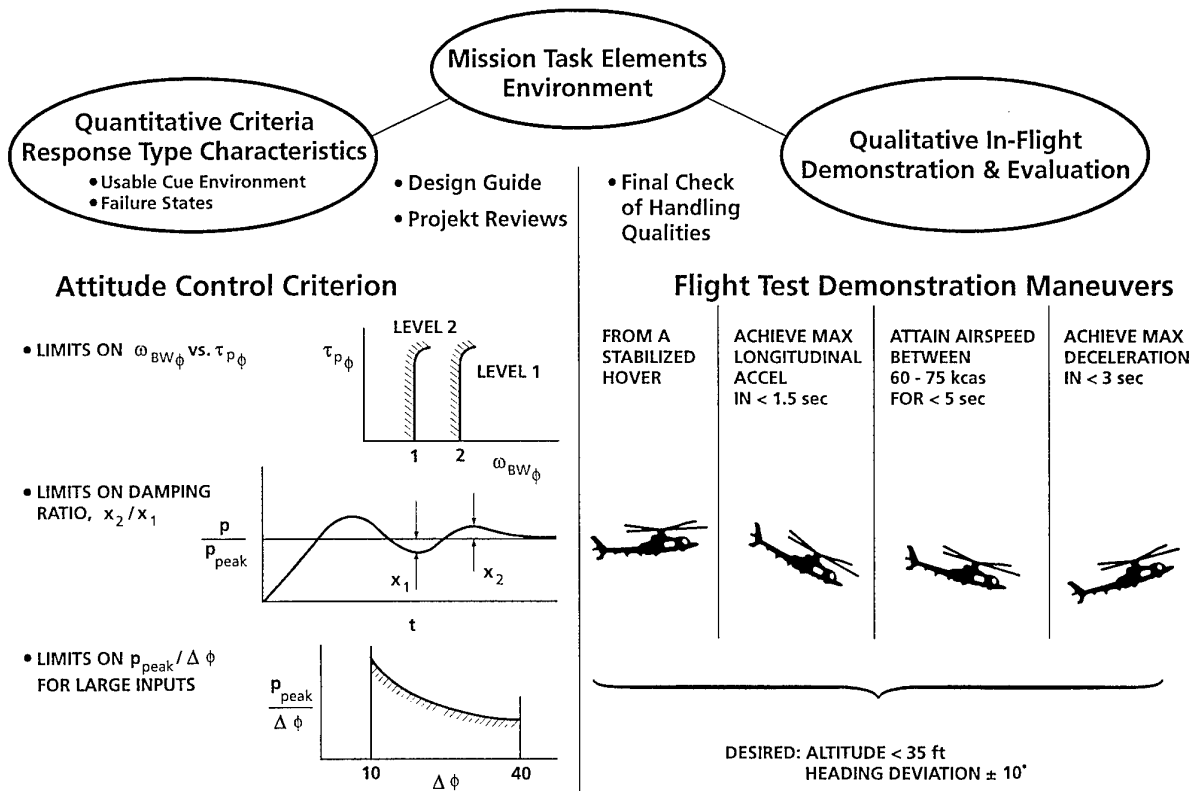 Mission Task Elements
Environment
Quantitative Criteria
Response Type Characteristics
• Usable Cue Environment
• Failure States
Qualitative In-Flight
Demonstration & Evaluation
• Design Guide
• Projekt Reviews
• Final Check
of Handling
Qualities
Attitude Control Criterion
• LIMITS ON ω_BWϕ vs. τ_pϕ
LEVEL 2
τ_pϕ
LEVEL 1
1 2
ω_BWϕ
• LIMITS ON DAMPING
RATIO, x₂/x₁
p
p_peak
x₁ x₂
t
• LIMITS ON p_peak/Δ ϕ
FOR LARGE INPUTS
p_peak
Δ ϕ
10 40
Δ ϕ
Flight Test Demonstration Maneuvers
FROM A
STABILIZED
HOVER
ACHIEVE MAX
LONGITUDINAL
ACCEL
IN < 1.5 sec
ATTAIN AIRSPEED
BETWEEN
60 - 75 kcas
FOR < 5 sec
ACHIEVE MAX
DECELERATION
IN < 3 sec
DESIRED: ALTITUDE < 35 ft
HEADING DEVIATION ± 10°